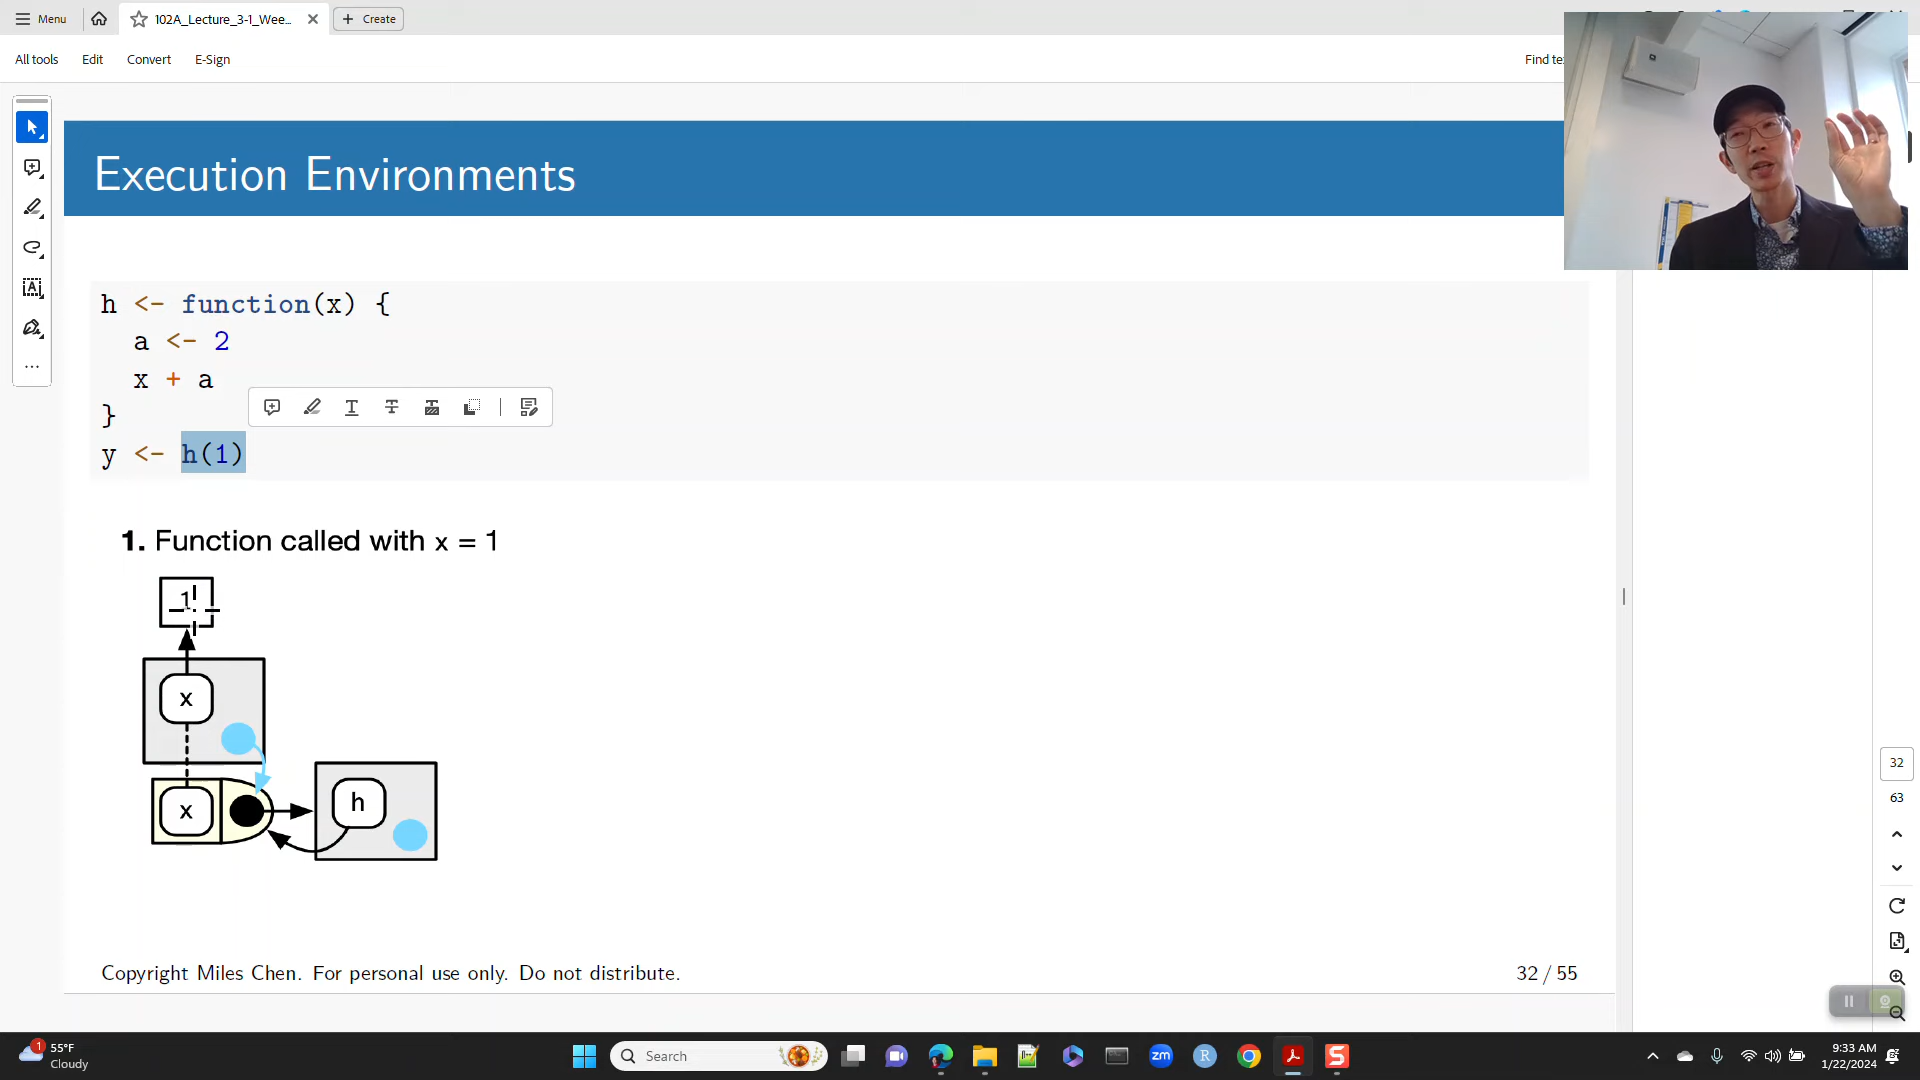 Menu
102A_Lecture_3-1_Wee...
Create
All tools
Edit
Convert
E-Sign
Execution Environments
h <- function(x) {
a <- 2
x + a
}
y <- h(1)
1. Function called with x = 1
1
x
x
h
Copyright Miles Chen. For personal use only. Do not distribute.
32 / 55
32
63
1
55°F
Cloudy
Search
zm
R
S
9:33 AM
1/22/2024